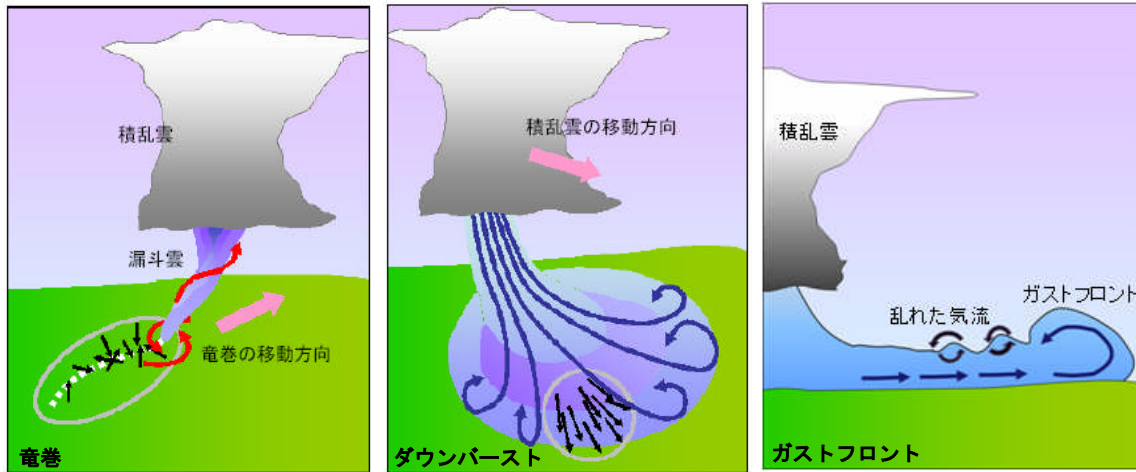 積乱雲
漏斗雲
竜巻の移動方向
竜巻
積乱雲の移動方向
ダウンバースト
積乱雲
ガストフロント
乱れた気流
ガストフロント